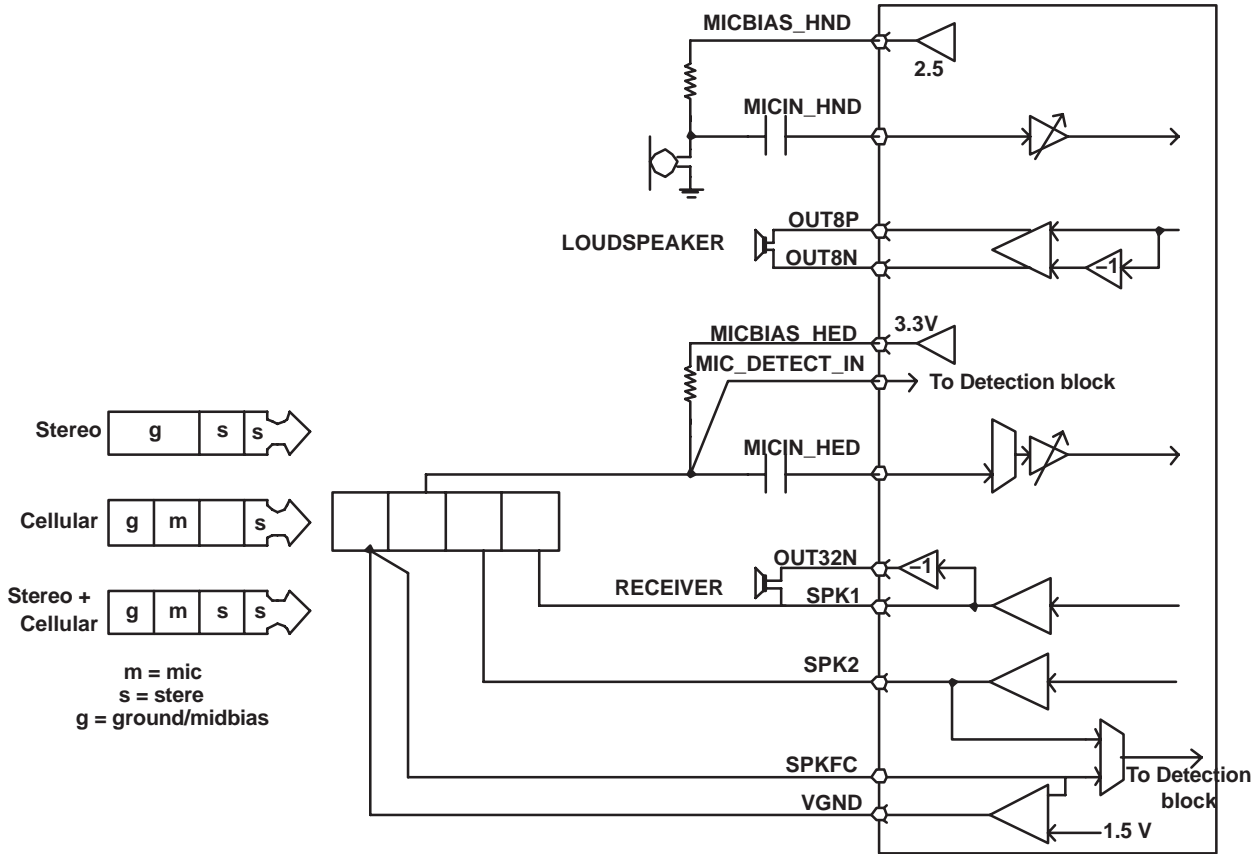 MICBIAS_HND
2.5
MICIN_HND
OUT8P
LOUDSPEAKER
OUT8N
−1
3.3V
MICBIAS_HED
MIC_DETECT_IN
To Detection block
Stereo
g s s
MICIN_HED
Cellular
g m s
OUT32N
−1
RECEIVER
SPK1
Stereo +
Cellular
g m s s
SPK2
m = mic
s = stere
g = ground/midbias
SPKFC
To Detection
block
VGND
1.5 V